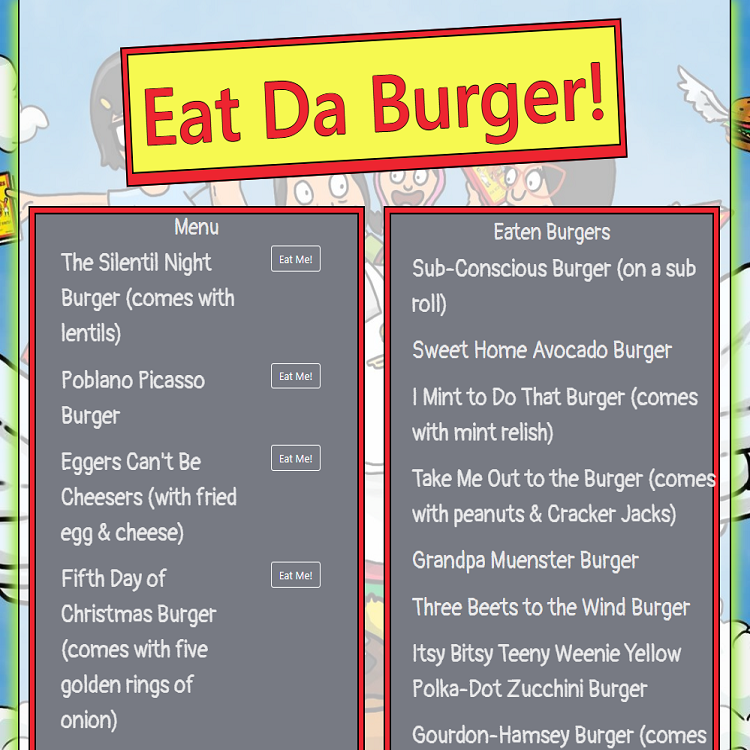 Eat Da Burger!
Menu
The Silentil Night
Burger (comes with
lentils)
Eat Me!
Poblano Picasso
Burger
Eat Me!
Eggers Can't Be
Cheesers (with fried
egg & cheese)
Eat Me!
Fifth Day of
Christmas Burger
(comes with five
golden rings of
onion)
Eat Me!
Eaten Burgers
Sub-Conscious Burger (on a sub
roll)
Sweet Home Avocado Burger
I Mint to Do That Burger (comes
with mint relish)
Take Me Out to the Burger (comes
with peanuts & Cracker Jacks)
Grandpa Muenster Burger
Three Beets to the Wind Burger
Itsy Bitsy Teeny Weenie Yellow
Polka-Dot Zucchini Burger
Gourdon-Hamsey Burger (comes